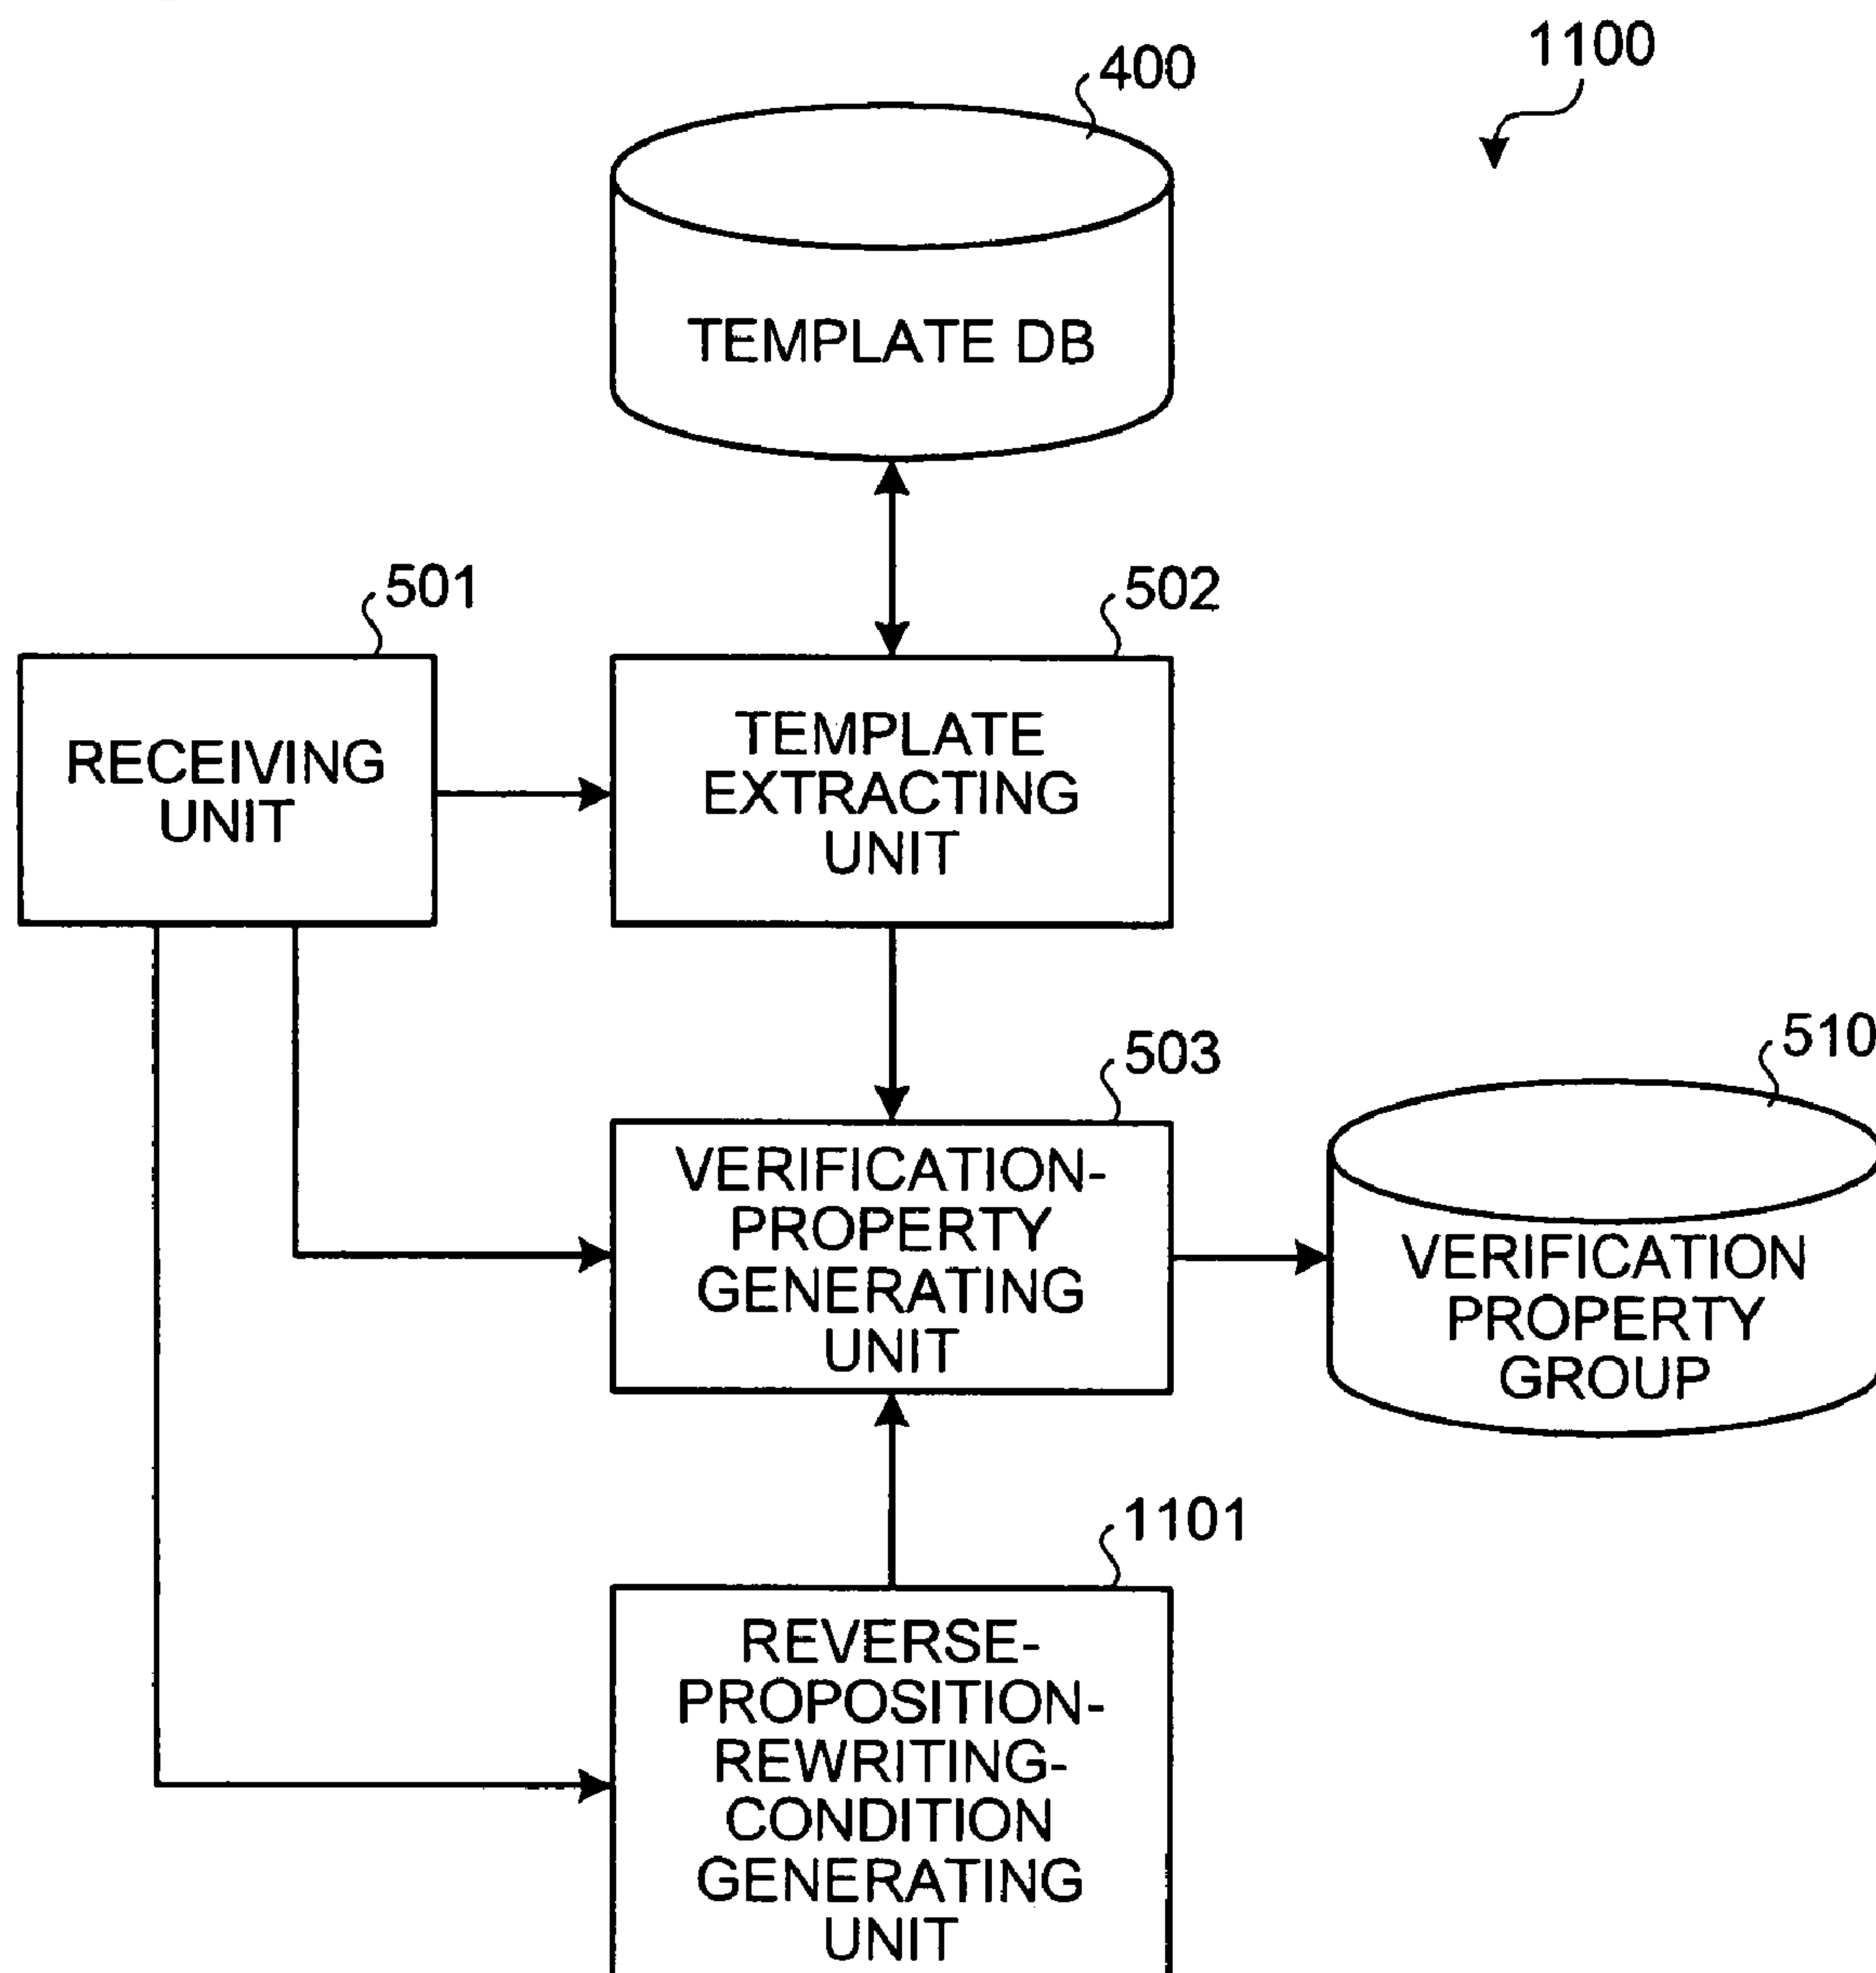 1100
400
TEMPLATE DB
501
502
RECEIVING
UNIT
TEMPLATE
EXTRACTING
UNIT
503
510
VERIFICATION-
PROPERTY
GENERATING
UNIT
VERIFICATION
PROPERTY
GROUP
1101
REVERSE-
PROPOSITION-
REWRITING-
CONDITION
GENERATING
UNIT